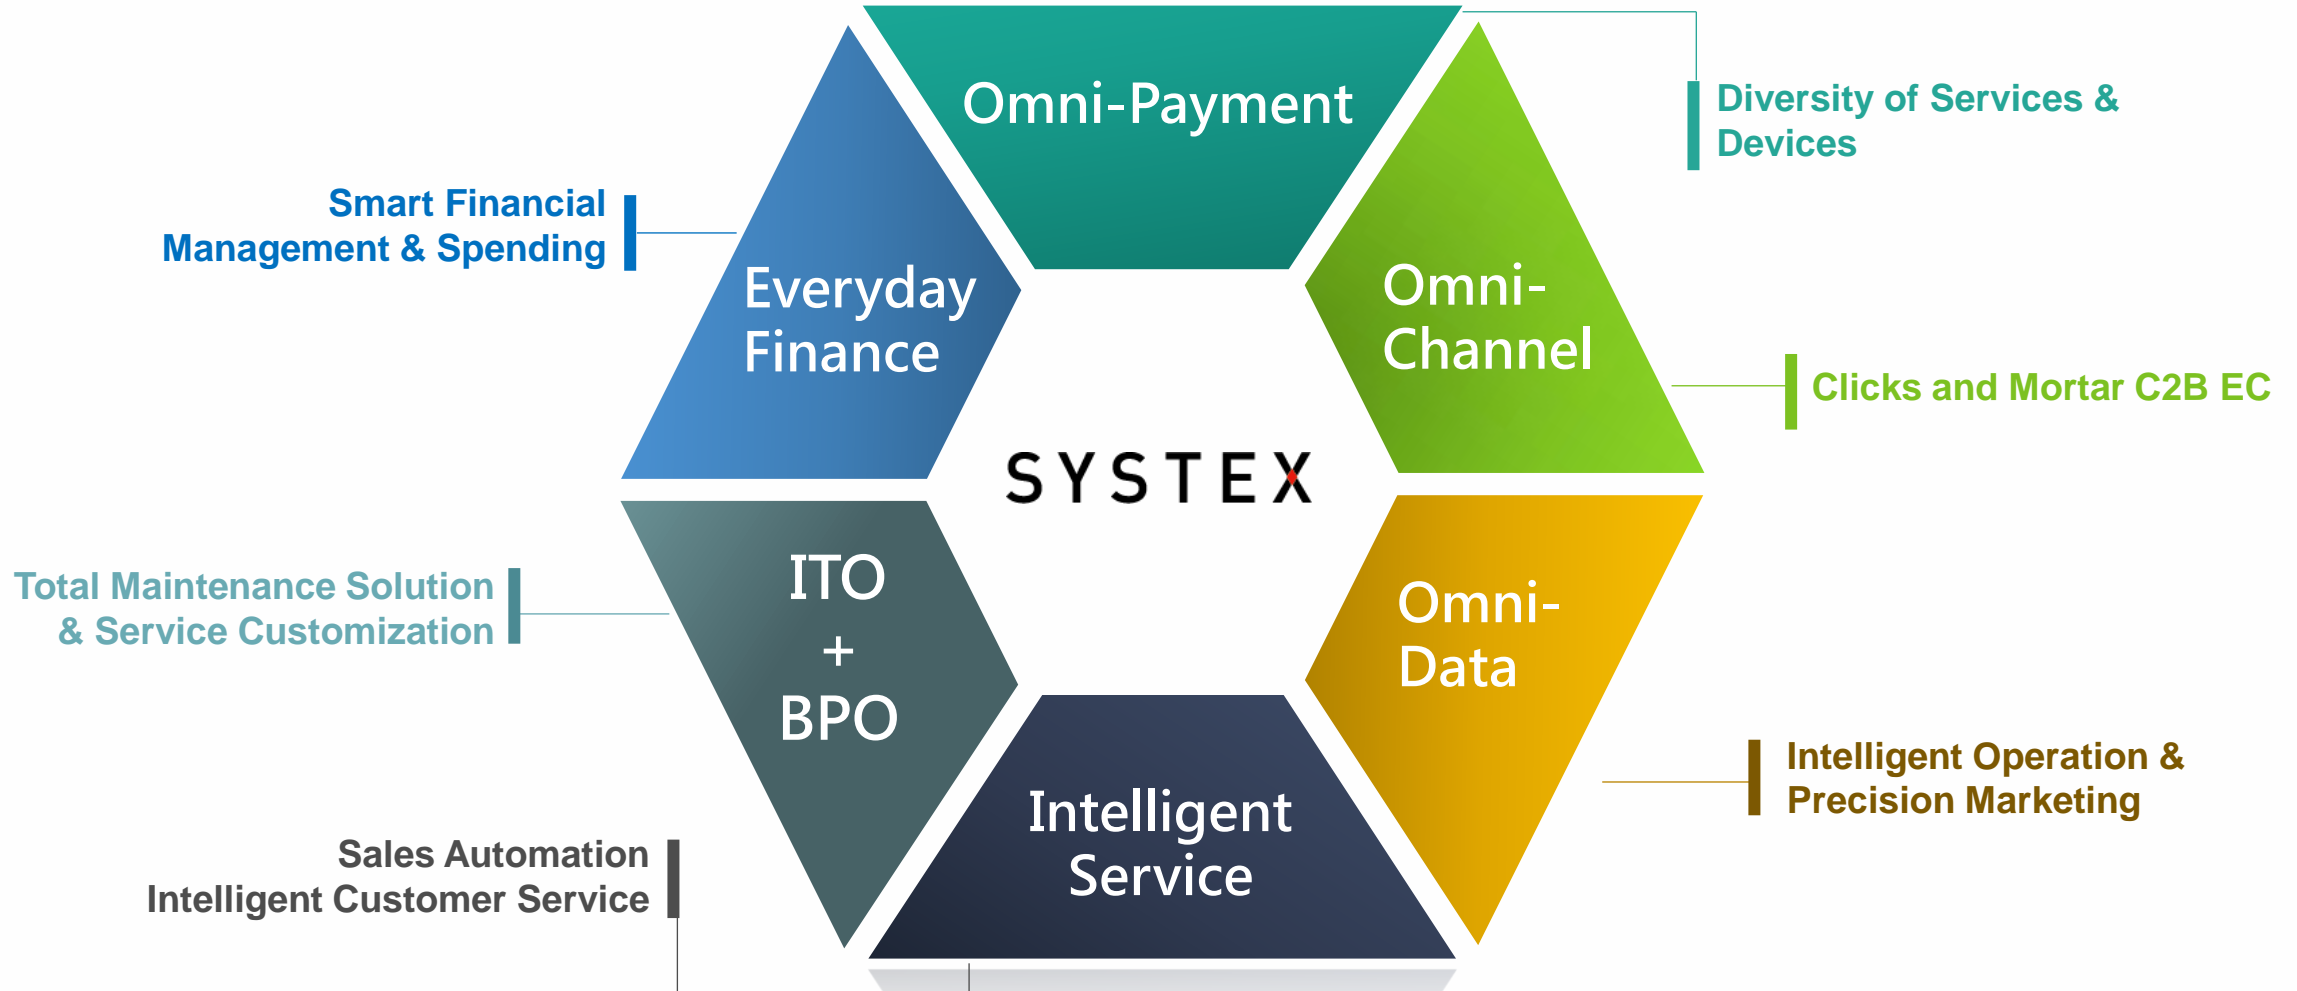 Omni-Payment
Diversity of Services &
Devices
Smart Financial
Management & Spending
Everyday
Finance
Omni-
Channel
Clicks and Mortar C2B EC
SYSTEX
ITO
+
BPO
Total Maintenance Solution
& Service Customization
Omni-
Data
Intelligent Operation &
Precision Marketing
Intelligent
Service
Sales Automation
Intelligent Customer Service